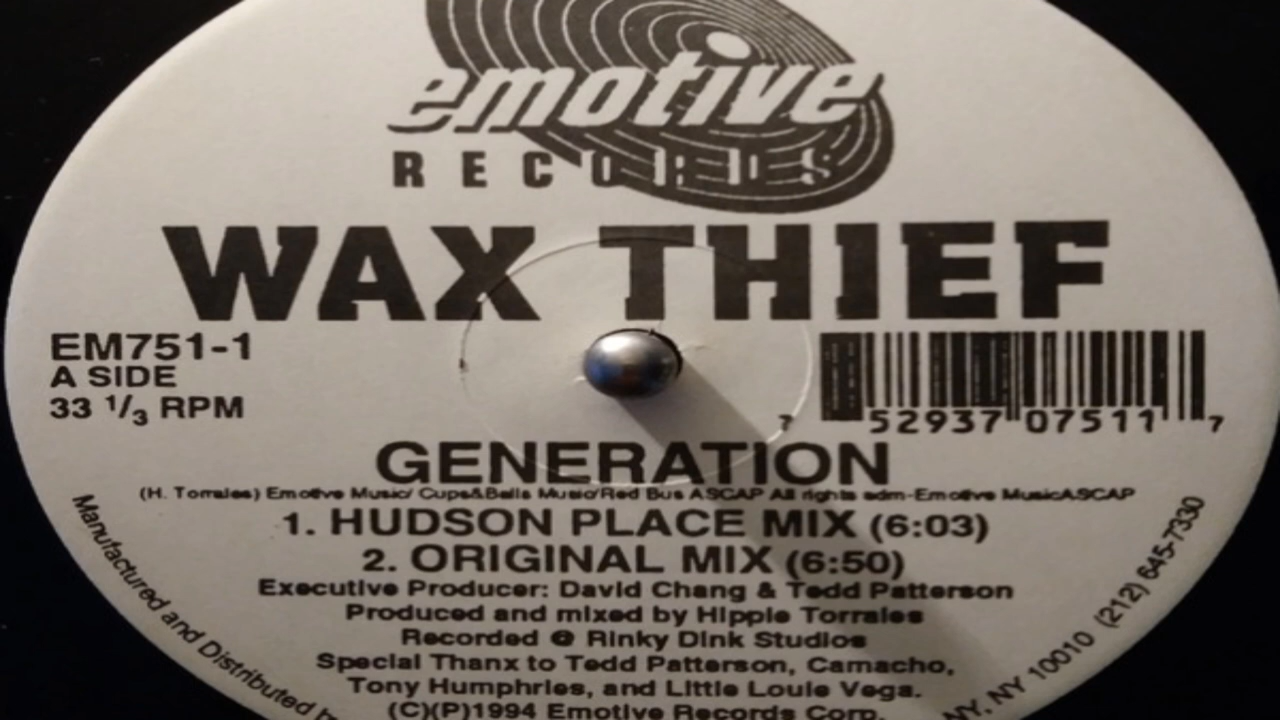 emotive
RECORDS
WAX THIEF
EM751-1
A SIDE
33 1/3 RPM
7 52937 07511 7
GENERATION
(H. Torrales) Emotive Music/ Cups&Balls Music/Red Bus ASCAP All rights adm-Emotive MusicASCAP
1. HUDSON PLACE MIX (6:03)
2. ORIGINAL MIX (6:50)
Executive Producer: David Chang & Tedd Patterson
Produced and mixed by Hippie Torrales
Recorded @ Rinky Dink Studios
Special Thanx to Tedd Patterson, Camacho,
Tony Humphries, and Little Louie Vega.
(C)(P)1994 Emotive Records Corp.
Manufactured and Distributed
NY, NY 10010 (212) 645-7330